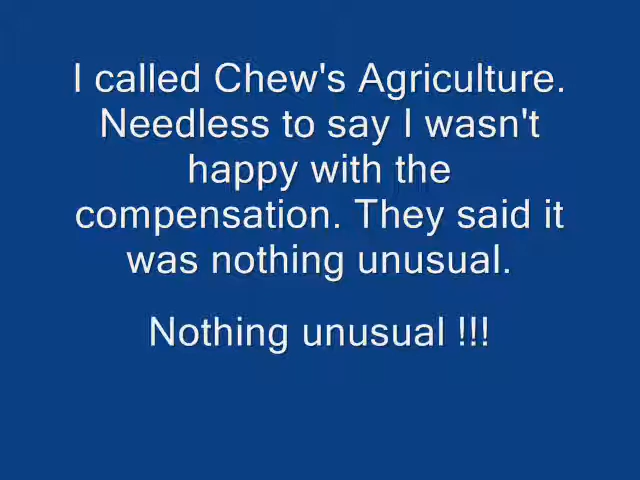 I called Chew's Agriculture.
Needless to say I wasn't
happy with the
compensation. They said it
was nothing unusual.
Nothing unusual !!!